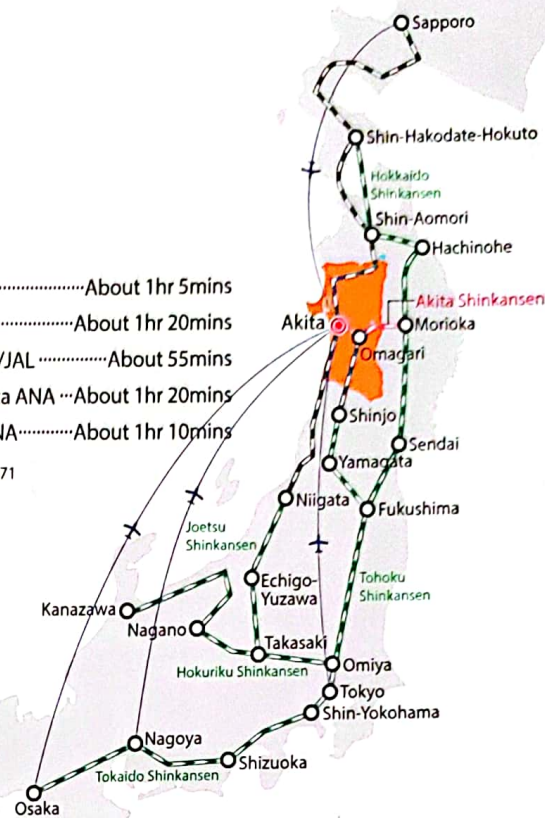 Sapporo
Shin-Hakodate-Hokuto
Hokkaido
Shinkansen
Shin-Aomori
Hachinohe
About 1hr 5mins
Akita Shinkansen
About 1hr 20mins
Akita
Morioka
Omagari
/JAL ··············· About 55mins
a ANA ··· About 1hr 20mins
Shinjo
NA ··········· About 1hr 10mins
Sendai
Yamagata
71
Niigata
Fukushima
Joetsu
Shinkansen
Echigo-
Yuzawa
Tohoku
Shinkansen
Kanazawa
Nagano
Takasaki
Omiya
Hokuriku Shinkansen
Tokyo
Shin-Yokohama
Nagoya
Shizuoka
Tokaido Shinkansen
Osaka